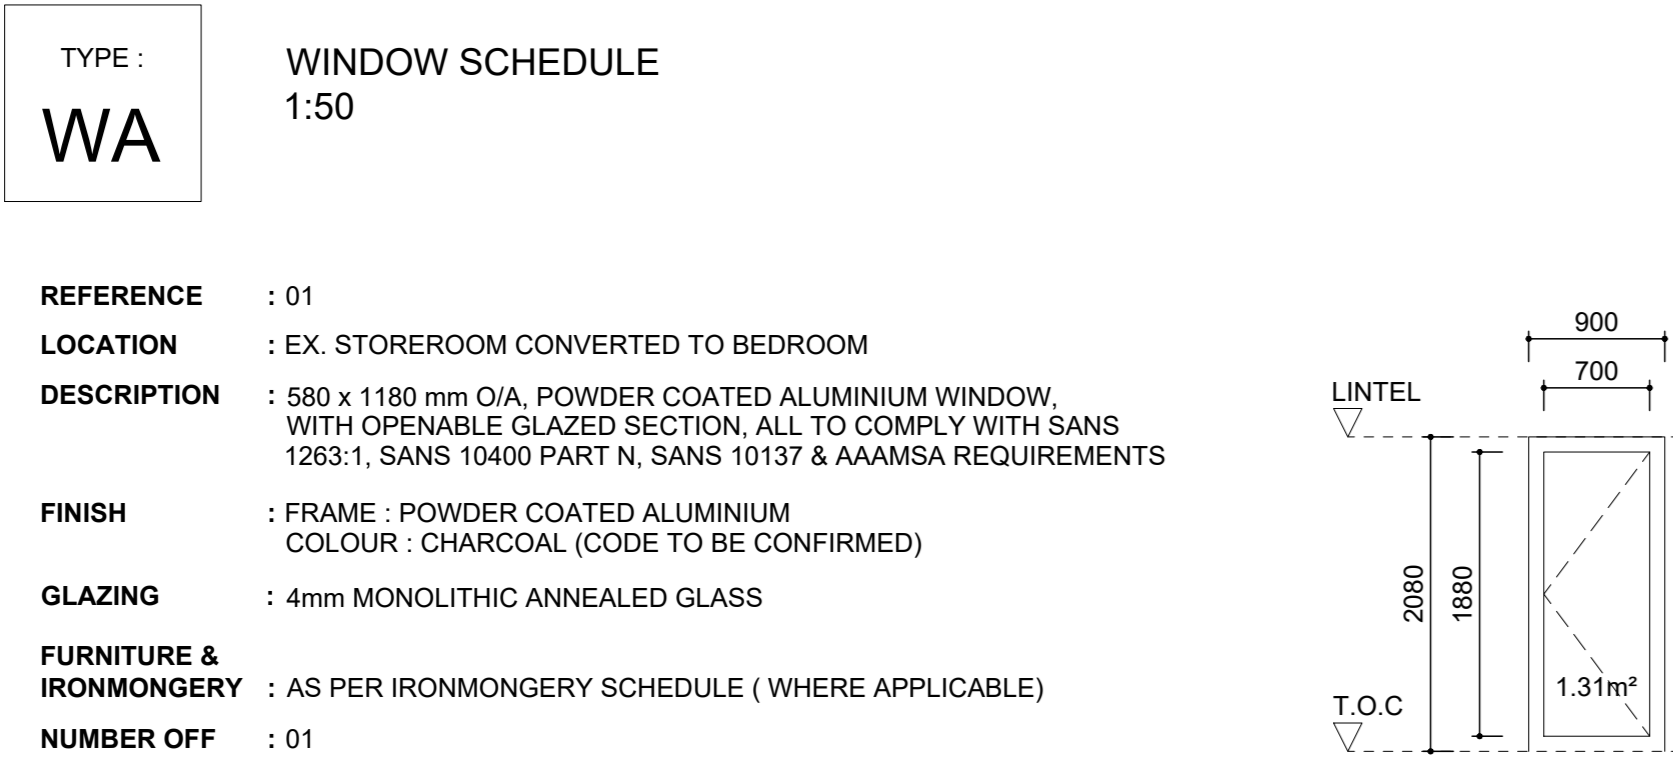 TYPE :
WA
WINDOW SCHEDULE
1:50
REFERENCE : 01
LOCATION : EX. STOREROOM CONVERTED TO BEDROOM
DESCRIPTION : 580 x 1180 mm O/A, POWDER COATED ALUMINIUM WINDOW,
WITH OPENABLE GLAZED SECTION, ALL TO COMPLY WITH SANS
1263:1, SANS 10400 PART N, SANS 10137 & AAAMSA REQUIREMENTS
FINISH : FRAME : POWDER COATED ALUMINIUM
COLOUR : CHARCOAL (CODE TO BE CONFIRMED)
GLAZING : 4mm MONOLITHIC ANNEALED GLASS
FURNITURE &
IRONMONGERY : AS PER IRONMONGERY SCHEDULE ( WHERE APPLICABLE)
NUMBER OFF : 01
900
700
LINTEL
2080
1880
1.31m²
T.O.C